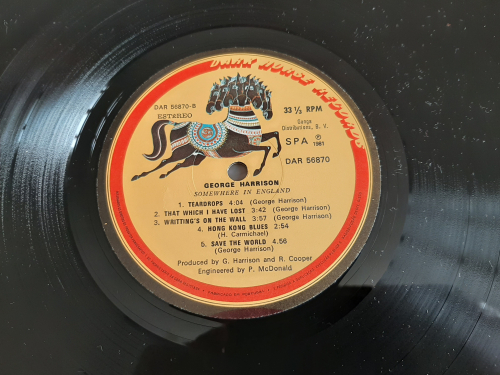 DARK HORSE RECORDS
DAR 56870-B
ESTEREO
33 ⅓ RPM
Ganga
Distributions, B. V.
SPA ℗
1981
DAR 56870
GEORGE HARRISON
SOMEWHERE IN ENGLAND
1. TEARDROPS 4:04 (George Harrison)
2. THAT WHICH I HAVE LOST 3:42 (George Harrison)
3. WRITTING'S ON THE WALL 3:57 (George Harrison)
4. HONG KONG BLUES 2:54
(H. Carmichael)
5. SAVE THE WORLD 4.56
(George Harrison)
Produced by G. Harrison and R. Cooper
Engineered by P. McDonald